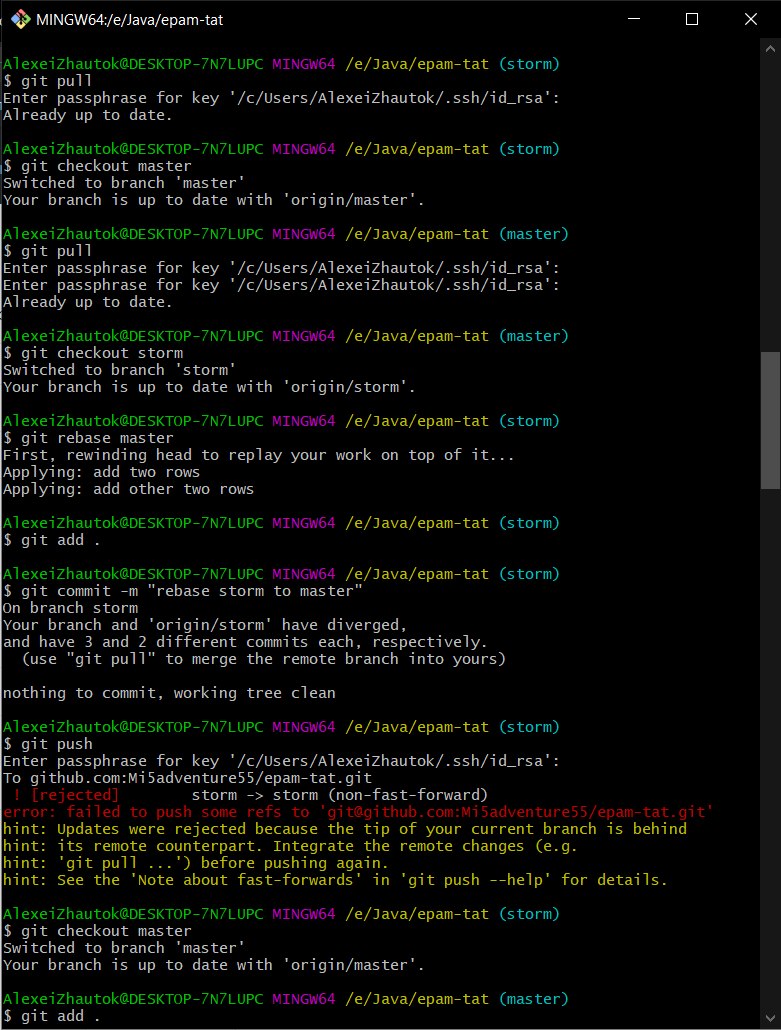 MINGW64:/e/Java/epam-tat
AlexeiZhautok@DESKTOP-7N7LUPC MINGW64 /e/Java/epam-tat (storm)
$ git pull
Enter passphrase for key '/c/Users/AlexeiZhautok/.ssh/id_rsa':
Already up to date.
AlexeiZhautok@DESKTOP-7N7LUPC MINGW64 /e/Java/epam-tat (storm)
$ git checkout master
Switched to branch 'master'
Your branch is up to date with 'origin/master'.
AlexeiZhautok@DESKTOP-7N7LUPC MINGW64 /e/Java/epam-tat (master)
$ git pull
Enter passphrase for key '/c/Users/AlexeiZhautok/.ssh/id_rsa':
Enter passphrase for key '/c/Users/AlexeiZhautok/.ssh/id_rsa':
Already up to date.
AlexeiZhautok@DESKTOP-7N7LUPC MINGW64 /e/Java/epam-tat (master)
$ git checkout storm
Switched to branch 'storm'
Your branch is up to date with 'origin/storm'.
AlexeiZhautok@DESKTOP-7N7LUPC MINGW64 /e/Java/epam-tat (storm)
$ git rebase master
First, rewinding head to replay your work on top of it...
Applying: add two rows
Applying: add other two rows
AlexeiZhautok@DESKTOP-7N7LUPC MINGW64 /e/Java/epam-tat (storm)
$ git add .
AlexeiZhautok@DESKTOP-7N7LUPC MINGW64 /e/Java/epam-tat (storm)
$ git commit -m "rebase storm to master"
On branch storm
Your branch and 'origin/storm' have diverged,
and have 3 and 2 different commits each, respectively.
  (use "git pull" to merge the remote branch into yours)
nothing to commit, working tree clean
AlexeiZhautok@DESKTOP-7N7LUPC MINGW64 /e/Java/epam-tat (storm)
$ git push
Enter passphrase for key '/c/Users/AlexeiZhautok/.ssh/id_rsa':
To github.com:Mi5adventure55/epam-tat.git
 ! [rejected]        storm -> storm (non-fast-forward)
error: failed to push some refs to 'git@github.com:Mi5adventure55/epam-tat.git'
hint: Updates were rejected because the tip of your current branch is behind
hint: its remote counterpart. Integrate the remote changes (e.g.
hint: 'git pull ...') before pushing again.
hint: See the 'Note about fast-forwards' in 'git push --help' for details.
AlexeiZhautok@DESKTOP-7N7LUPC MINGW64 /e/Java/epam-tat (storm)
$ git checkout master
Switched to branch 'master'
Your branch is up to date with 'origin/master'.
AlexeiZhautok@DESKTOP-7N7LUPC MINGW64 /e/Java/epam-tat (master)
$ git add .